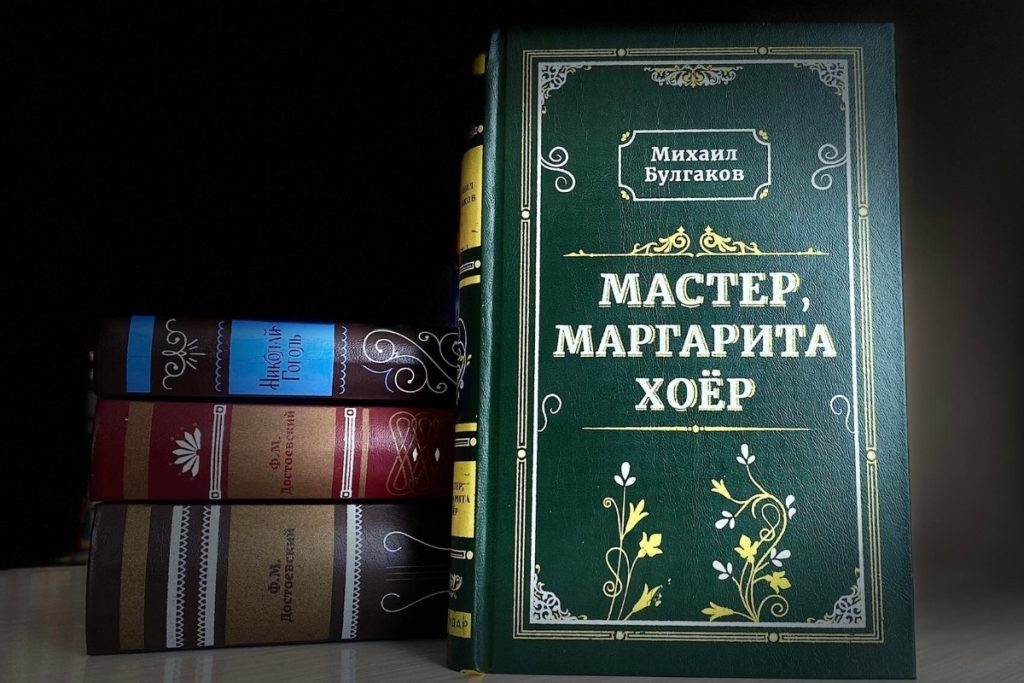 Михаил
Булгаков
МАСТЕР,
МАРГАРИТА
ХОЁР
Николай
Гоголь
Ф.М.
Достоевский
Ф.М.
Достоевский